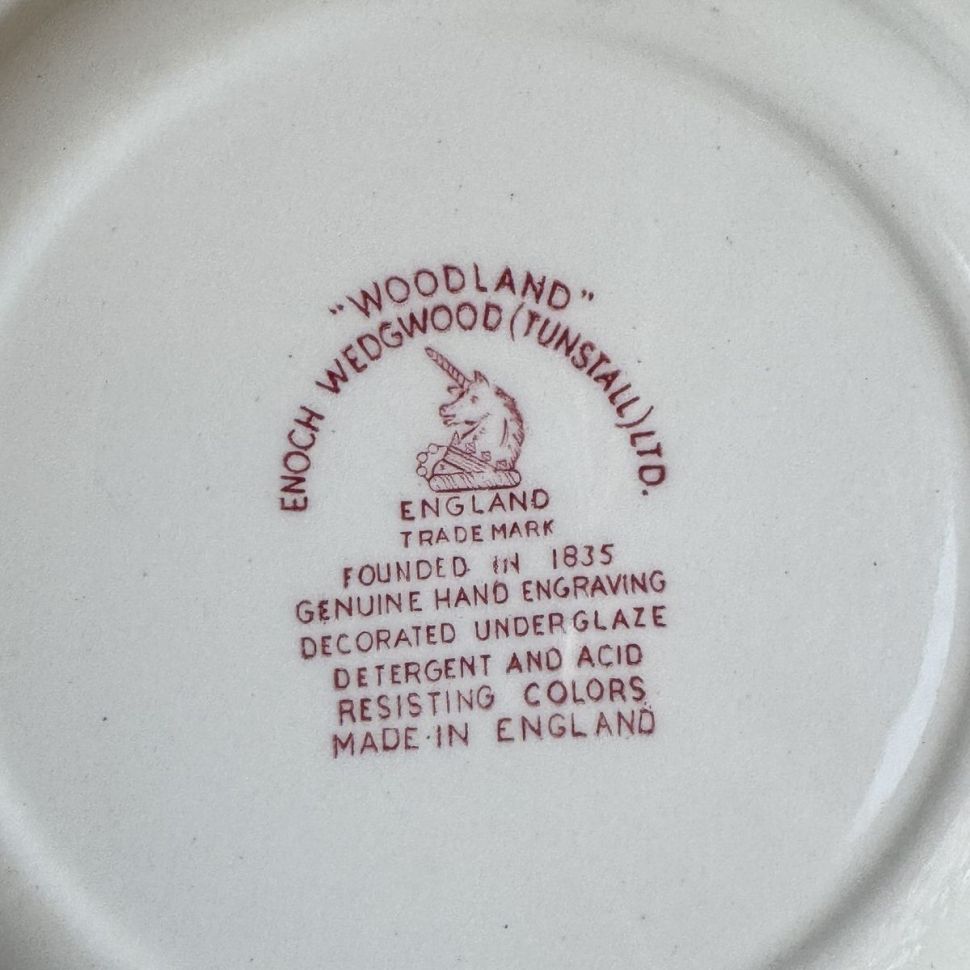 "WOODLAND"
ENOCH WEDGWOOD (TUNSTALL) LTD.
ENGLAND
TRADE MARK
FOUNDED IN 1835
GENUINE HAND ENGRAVING
DECORATED UNDERGLAZE
DETERGENT AND ACID
RESISTING COLORS
MADE·IN ENGLAND